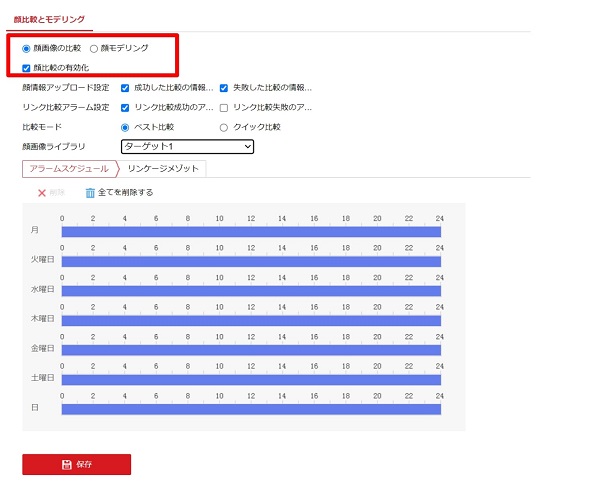 顔比較とモデリング
顔画像の比較 顔モデリング
顔比較の有効化
顔情報アップロード設定 成功した比較の情報... 失敗した比較の情報...
リンク比較アラーム設定 リンク比較成功のア... リンク比較失敗のア...
比較モード ベスト比較 クイック比較
顔画像ライブラリ ターゲット1
アラームスケジュール リンケージメゾット
削除 全てを削除する
0 2 4 6 8 10 12 14 16 18 20 22 24
月
0 2 4 6 8 10 12 14 16 18 20 22 24
火曜日
0 2 4 6 8 10 12 14 16 18 20 22 24
水曜日
0 2 4 6 8 10 12 14 16 18 20 22 24
木曜日
0 2 4 6 8 10 12 14 16 18 20 22 24
金曜日
0 2 4 6 8 10 12 14 16 18 20 22 24
土曜日
0 2 4 6 8 10 12 14 16 18 20 22 24
日
保存